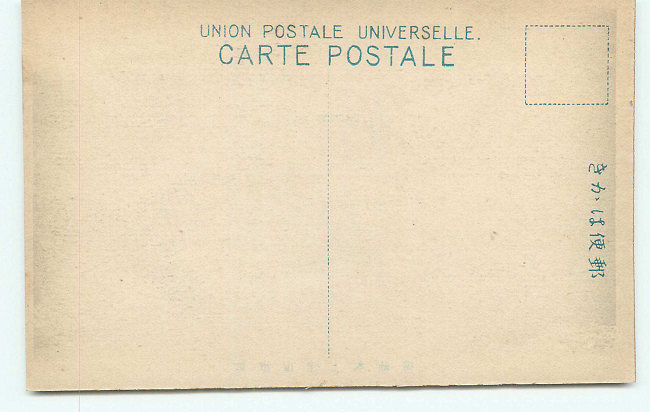 UNION POSTALE UNIVERSELLE.
CARTE POSTALE
郵便はかき